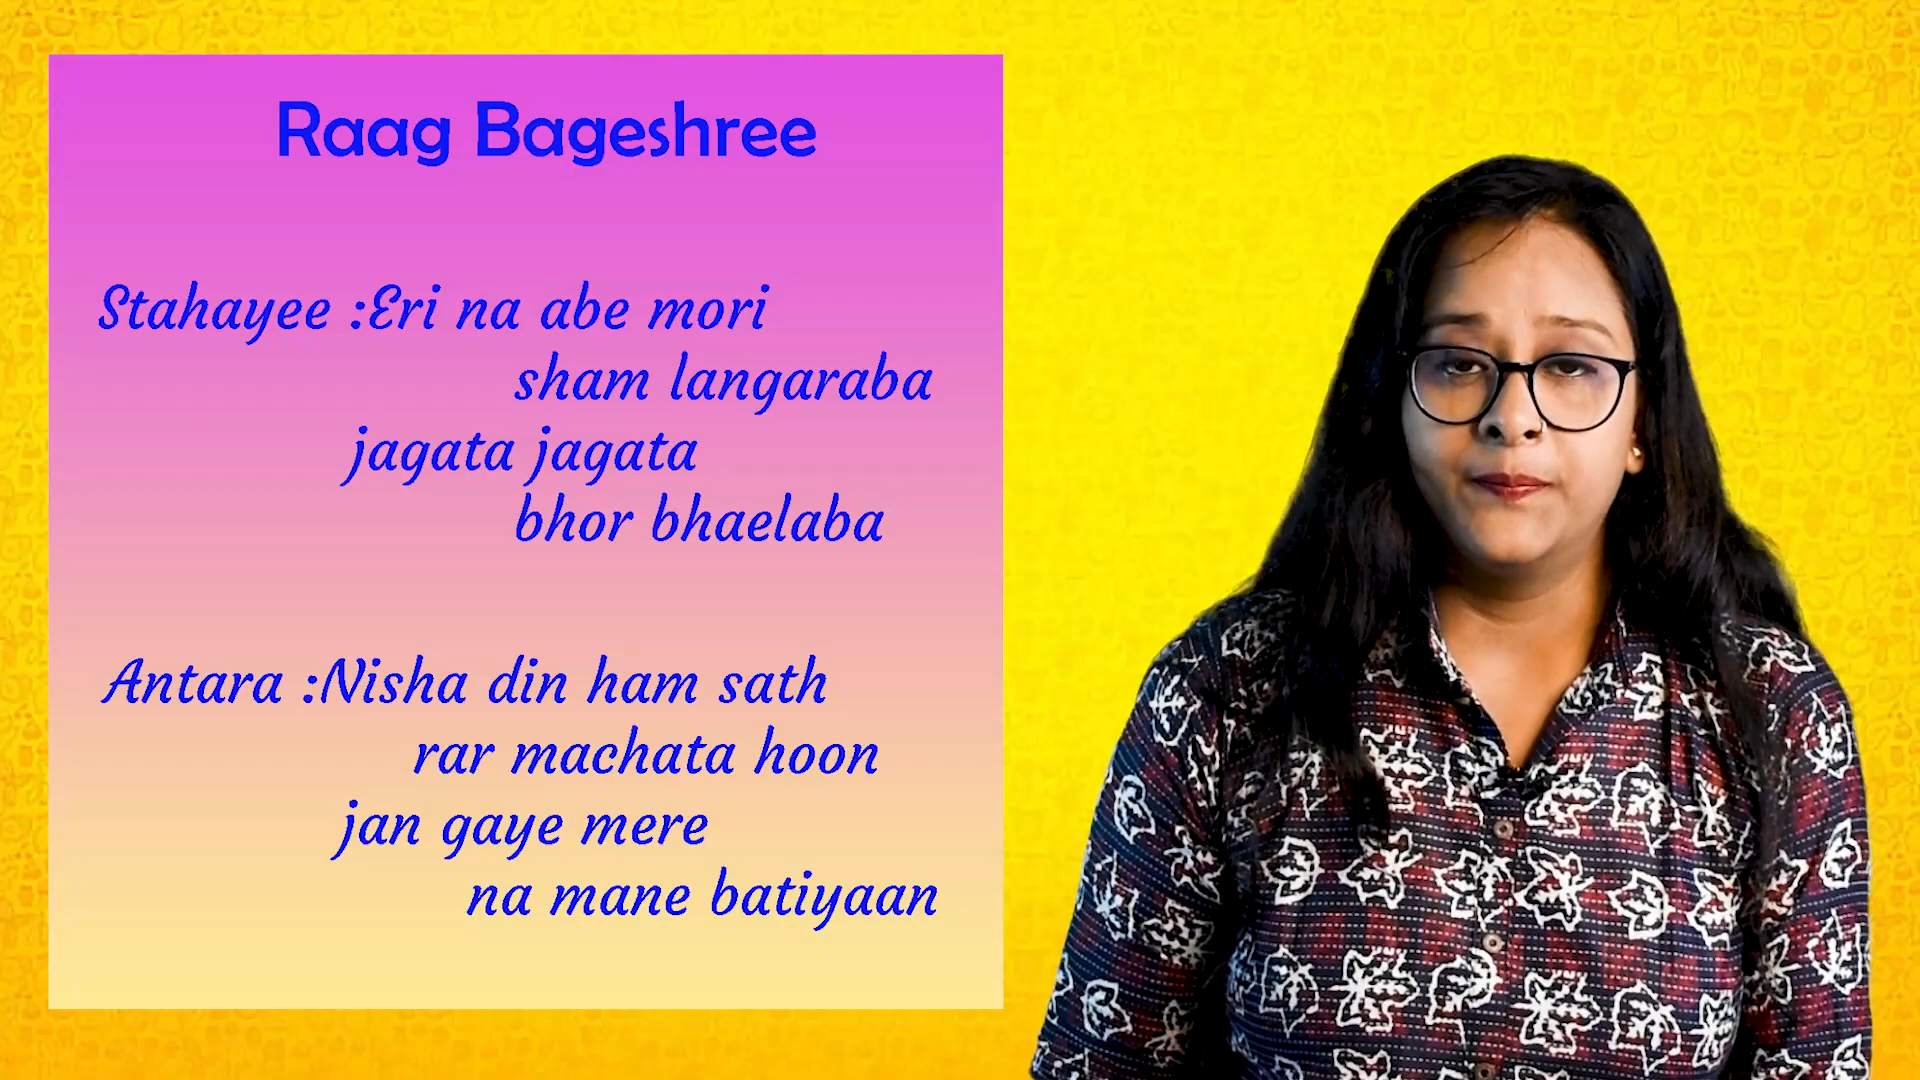 Raag Bageshree
Stahayee :Eri na abe mori
sham langaraba
jagata jagata
bhor bhaelaba
Antara :Nisha din ham sath
rar machata hoon
jan gaye mere
na mane batiyaan